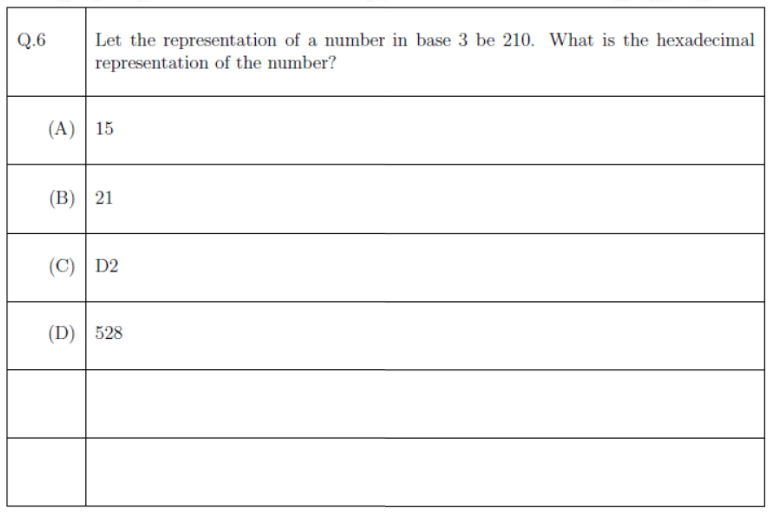 Q.6 Let the representation of a number in base 3 be 210. What is the hexadecimal
representation of the number?
(A) 15
(B) 21
(C) D2
(D) 528